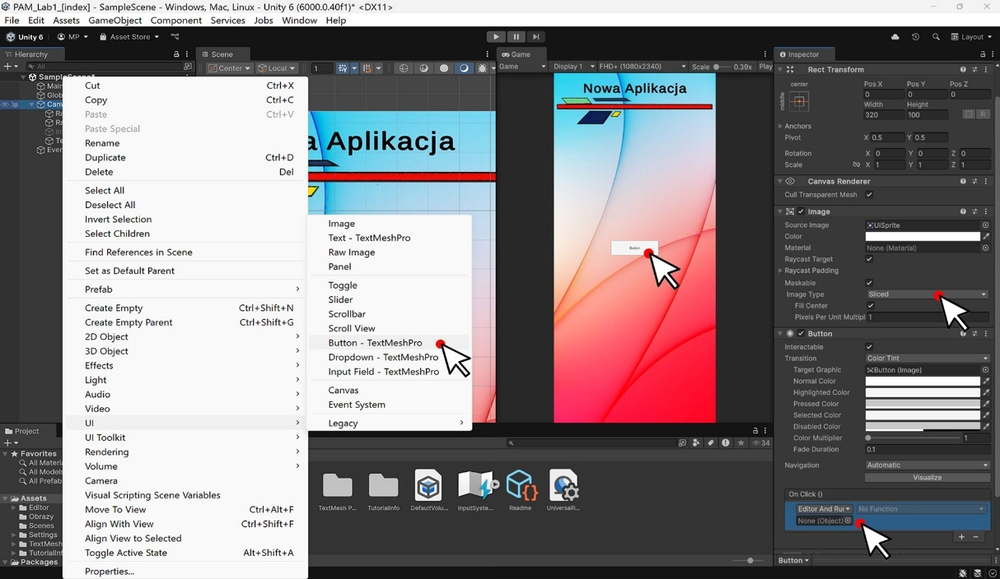 PAM_Lab1_[index] - SampleScene - Windows, Mac, Linux - Unity 6 (6000.0.40f1)* <DX11>
File Edit Assets GameObject Component Services Jobs Window Help
Unity 6 MP Asset Store Layout
Hierarchy
All
SampleScene*
Main
Glob
Canv
Ra
Ra
Te
Even
Cut Ctrl+X
Copy Ctrl+C
Paste Ctrl+V
Paste Special
Rename
Duplicate Ctrl+D
Delete Del
Select All
Deselect All
Invert Selection
Select Children
Find References in Scene
Set as Default Parent
Prefab
Create Empty Ctrl+Shift+N
Create Empty Parent Ctrl+Shift+G
2D Object
3D Object
Effects
Light
Audio
Video
UI
UI Toolkit
Rendering
Volume
Camera
Visual Scripting Scene Variables
Move To View Ctrl+Alt+F
Align With View Ctrl+Shift+F
Align View to Selected
Toggle Active State Alt+Shift+A
Properties...
Image
Text - TextMeshPro
Raw Image
Panel
Toggle
Slider
Scrollbar
Scroll View
Button - TextMeshPro
Dropdown - TextMeshPro
Input Field - TextMeshPro
Canvas
Event System
Legacy
Scene
Center Local 1
a Aplikacja
Game
Game Display 1 FHD+ (1080x2340) Scale 0.39x Play
Nowa Aplikacja
Button
Project
Favorites
All Materia
All Models
All Prefab
Assets
Editor
Obrazy
Scenes
Settings
TextMesh
TutorialInf
Packages
34
TextMesh P...
TutorialInfo
DefaultVolu...
InputSyste...
Readme
UniversalR...
Inspector
Rect Transform
center
middle
Pos X Pos Y Pos Z
0 0 0
Width Height
320 100
R
Anchors
Pivot X 0.5 Y 0.5
Rotation X 0 Y 0 Z 0
Scale X 1 Y 1 Z 1
Canvas Renderer
Cull Transparent Mesh
Image
Source Image UISprite
Color
Material None (Material)
Raycast Target
Raycast Padding
Maskable
Image Type Sliced
Fill Center
Pixels Per Unit Multipl 1
Button
Interactable
Transition Color Tint
Target Graphic Button (Image)
Normal Color
Highlighted Color
Pressed Color
Selected Color
Disabled Color
Color Multiplier 1
Fade Duration 0.1
Navigation Automatic
Visualize
On Click ()
Editor And Rur No Function
None (Object)
+ -
Button